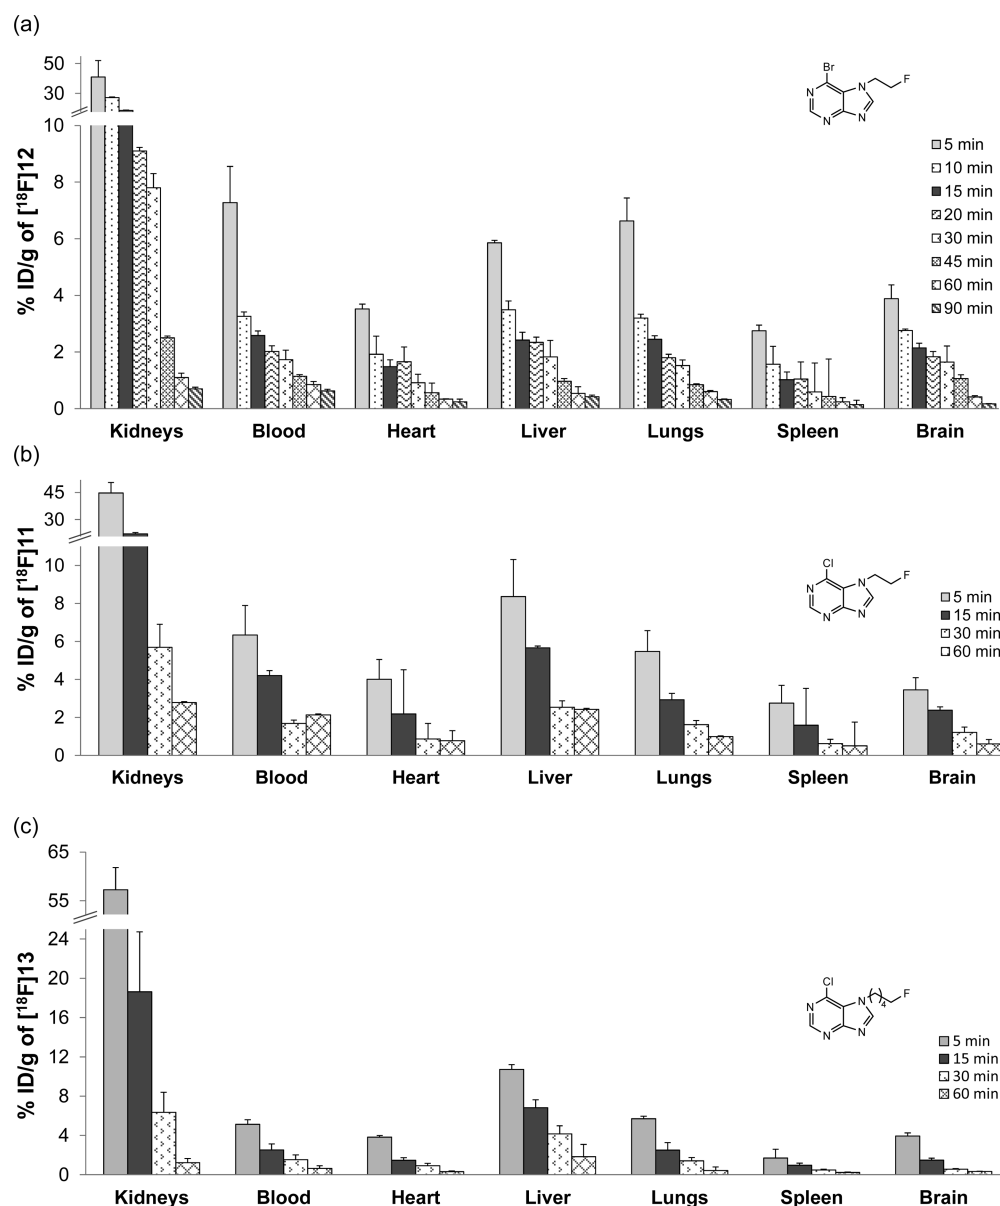 (a)
% ID/g of [18F]12
50
30
10
8
6
4
2
0
Br
N
N
N
N
F
5 min
10 min
15 min
20 min
30 min
45 min
60 min
90 min
Kidneys Blood Heart Liver Lungs Spleen Brain
(b)
% ID/g of [18F]11
45
30
10
8
6
4
2
0
Cl
N
N
N
N
F
5 min
15 min
30 min
60 min
Kidneys Blood Heart Liver Lungs Spleen Brain
(c)
% ID/g of [18F]13
65
55
24
20
16
12
8
4
0
Cl
N
N
N
N
( )4
F
5 min
15 min
30 min
60 min
Kidneys Blood Heart Liver Lungs Spleen Brain